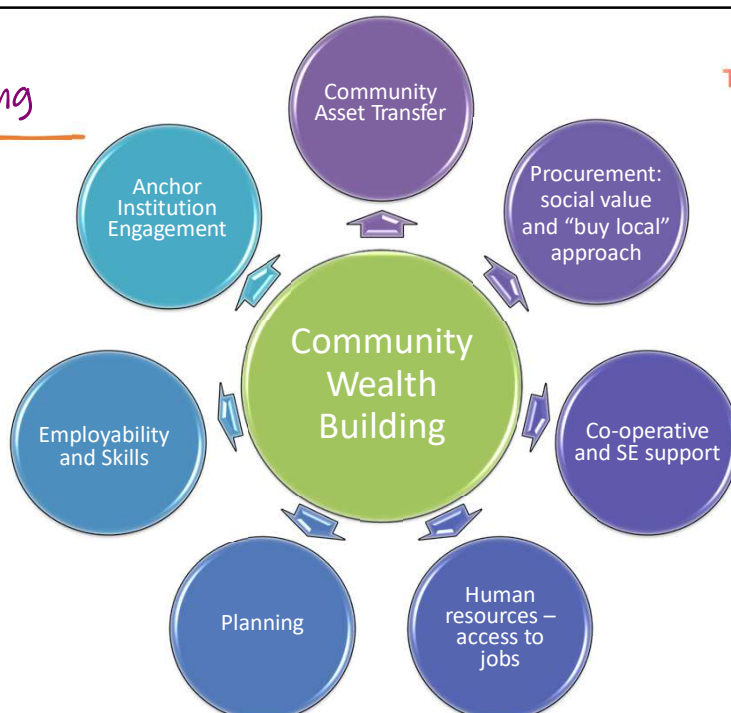 Community
Asset Transfer
Anchor
Institution
Engagement
Procurement:
social value
and “buy local”
approach
Community
Wealth
Building
Employability
and Skills
Co-operative
and SE support
Planning
Human
resources –
access to
jobs